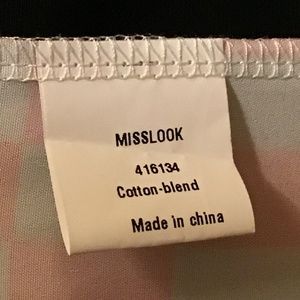 MISSLOOK
416134
Cotton-blend
Made in china